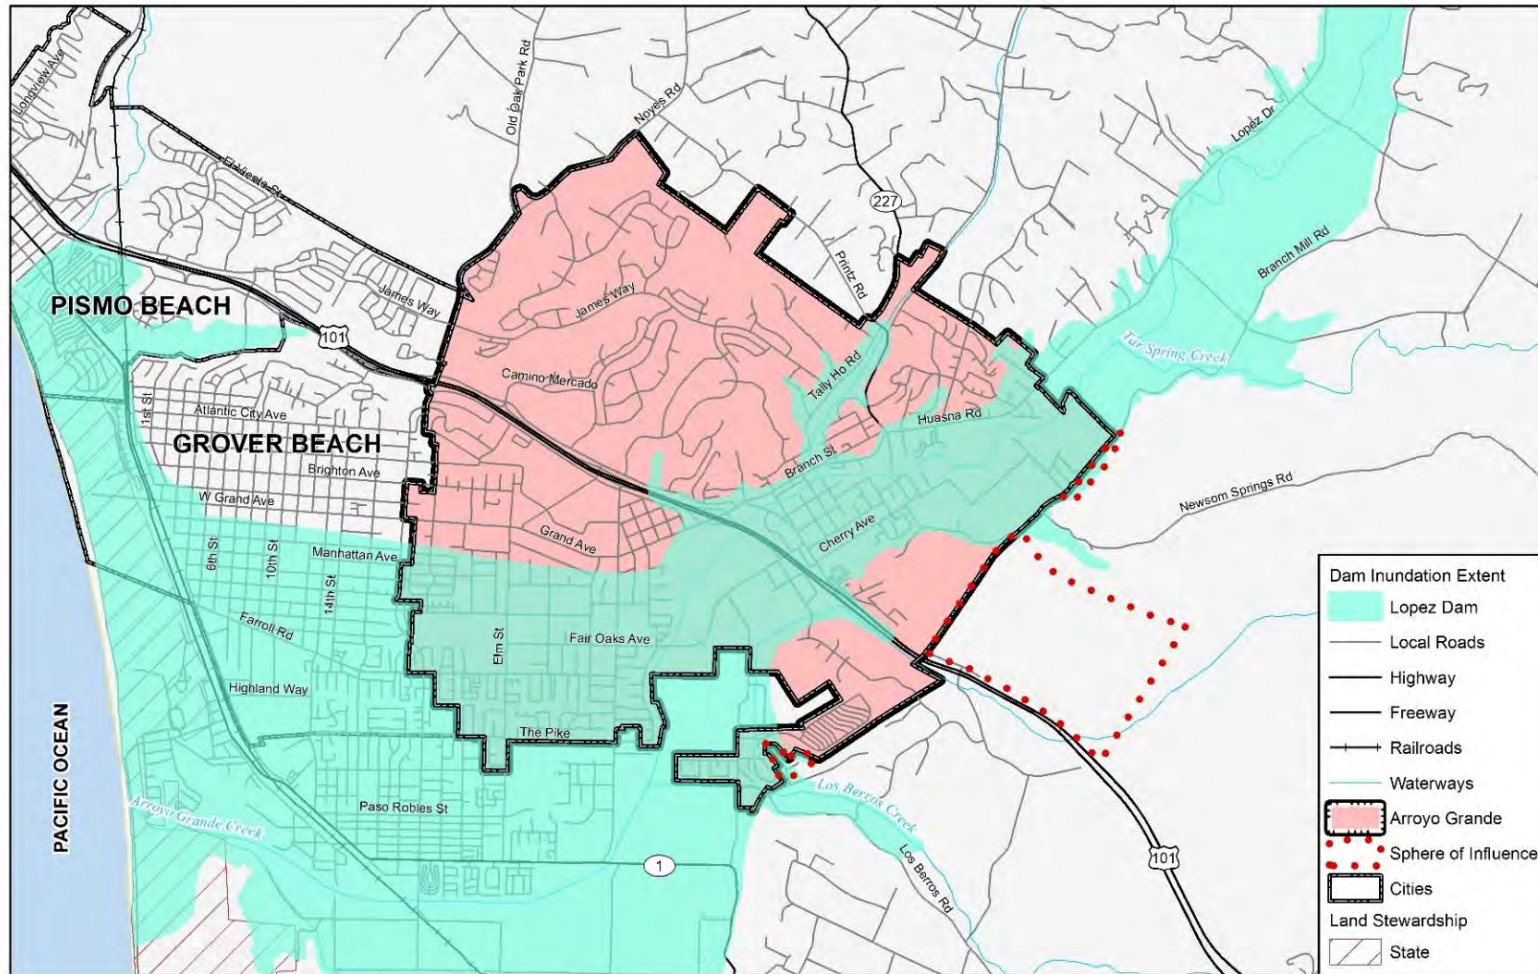 Longview Ave
Old Oak Park Rd
Noyes Rd
Lopez Dr
El Viento St
227
Branch Mill Rd
Printz Rd
PISMO BEACH
James Way
James Way
101
Tar Spring Creek
Tally Ho Rd
Camino Mercado
1st St
Atlantic City Ave
Huasna Rd
GROVER BEACH
Branch St
Brighton Ave
W Grand Ave
Newsom Springs Rd
Grand Ave
Cherry Ave
Manhattan Ave
6th St
10th St
14th St
Farroll Rd
Elm St
Fair Oaks Ave
Highland Way
The Pike
PACIFIC OCEAN
Arroyo Grande Creek
Paso Robles St
Los Berros Creek
Los Berros Rd
1
101
Dam Inundation Extent
Lopez Dam
Local Roads
Highway
Freeway
Railroads
Waterways
Arroyo Grande
Sphere of Influence
Cities
Land Stewardship
State